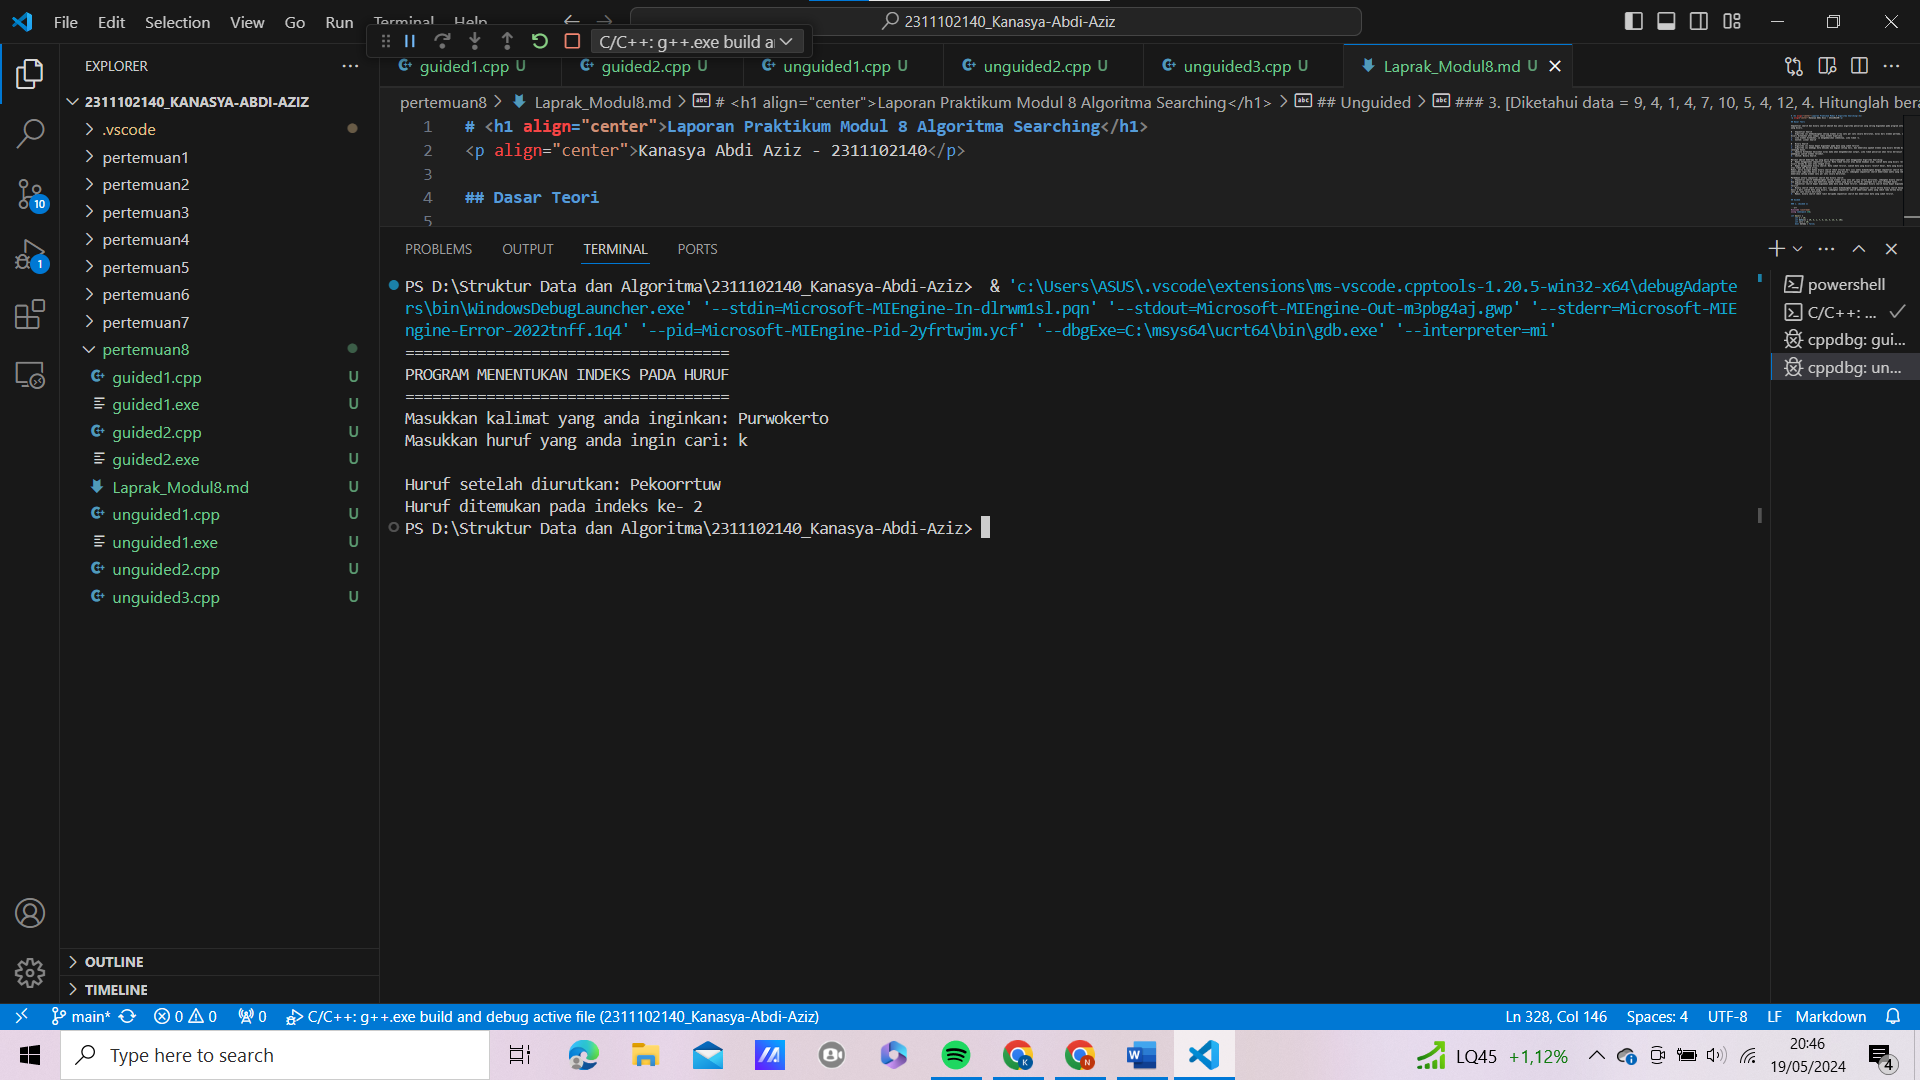 File Edit Selection View Go Run Terminal Help
2311102140_Kanasya-Abdi-Aziz
C/C++: g++.exe build a
EXPLORER
2311102140_KANASYA-ABDI-AZIZ
.vscode
pertemuan1
pertemuan2
pertemuan3
pertemuan4
pertemuan5
pertemuan6
pertemuan7
pertemuan8
guided1.cpp U
guided1.exe U
guided2.cpp U
guided2.exe U
Laprak_Modul8.md U
unguided1.cpp U
unguided1.exe U
unguided2.cpp U
unguided3.cpp U
OUTLINE
TIMELINE
10
1
guided1.cpp U guided2.cpp U unguided1.cpp U unguided2.cpp U unguided3.cpp U Laprak_Modul8.md U
pertemuan8 > Laprak_Modul8.md > # <h1 align="center">Laporan Praktikum Modul 8 Algoritma Searching</h1> > ## Unguided > ### 3. [Diketahui data = 9, 4, 1, 4, 7, 10, 5, 4, 12, 4. Hitunglah bera
1 # <h1 align="center">Laporan Praktikum Modul 8 Algoritma Searching</h1>
2 <p align="center">Kanasya Abdi Aziz - 2311102140</p>
3
4 ## Dasar Teori
5
PROBLEMS OUTPUT TERMINAL PORTS
PS D:\Struktur Data dan Algoritma\2311102140_Kanasya-Abdi-Aziz>  & 'c:\Users\ASUS\.vscode\extensions\ms-vscode.cpptools-1.20.5-win32-x64\debugAdapte
rs\bin\WindowsDebugLauncher.exe' '--stdin=Microsoft-MIEngine-In-dlrwm1sl.pqn' '--stdout=Microsoft-MIEngine-Out-m3pbg4aj.gwp' '--stderr=Microsoft-MIE
ngine-Error-2022tnff.1q4' '--pid=Microsoft-MIEngine-Pid-2yfrtwjm.ycf' '--dbgExe=C:\msys64\ucrt64\bin\gdb.exe' '--interpreter=mi'
====================================
PROGRAM MENENTUKAN INDEKS PADA HURUF
====================================
Masukkan kalimat yang anda inginkan: Purwokerto
Masukkan huruf yang anda ingin cari: k
Huruf setelah diurutkan: Pekoorrtuw
Huruf ditemukan pada indeks ke- 2
PS D:\Struktur Data dan Algoritma\2311102140_Kanasya-Abdi-Aziz>
powershell
C/C++: ...
cppdbg: gui...
cppdbg: un...
main* 0 0 0 C/C++: g++.exe build and debug active file (2311102140_Kanasya-Abdi-Aziz) Ln 328, Col 146 Spaces: 4 UTF-8 LF Markdown
Type here to search
LQ45 +1,12%
20:46
19/05/2024
4